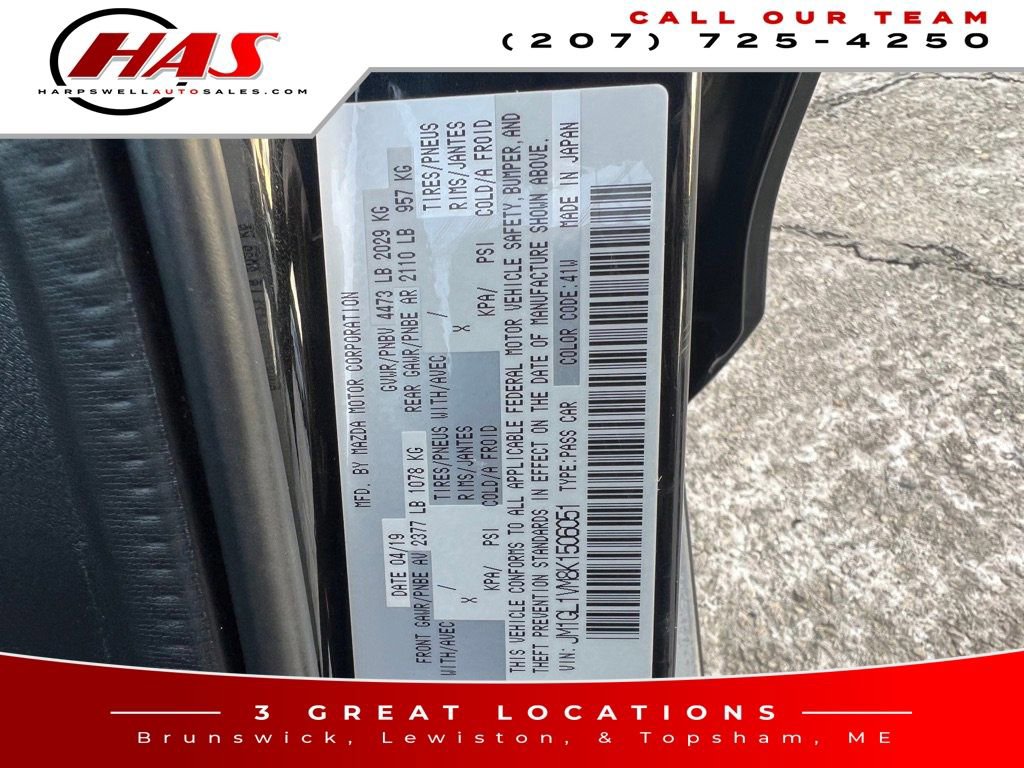 HAS
HARPSWELLAUTOSALES.COM
CALL OUR TEAM
(207) 725-4250
MFD. BY MAZDA MOTOR CORPORATION
DATE 04/19 GVWR/PNBV 4473 LB 2029 KG
FRONT GAWR/PNBE AV 2377 LB 1078 KG REAR GAWR/PNBE AR 2110 LB 957 KG
WITH/AVEC / TIRES/PNEUS WITH/AVEC / TIRES/PNEUS
X RIMS/JANTES X RIMS/JANTES
KPA/ PSI COLD/A FROID KPA/ PSI COLD/A FROID
THIS VEHICLE CONFORMS TO ALL APPLICABLE FEDERAL MOTOR VEHICLE SAFETY, BUMPER, AND
THEFT PREVENTION STANDARDS IN EFFECT ON THE DATE OF MANUFACTURE SHOWN ABOVE.
VIN: JM1GL1VM8K1506051 TYPE:PASS CAR COLOR CODE.41W MADE IN JAPAN
3 GREAT LOCATIONS
Brunswick, Lewiston, & Topsham, ME